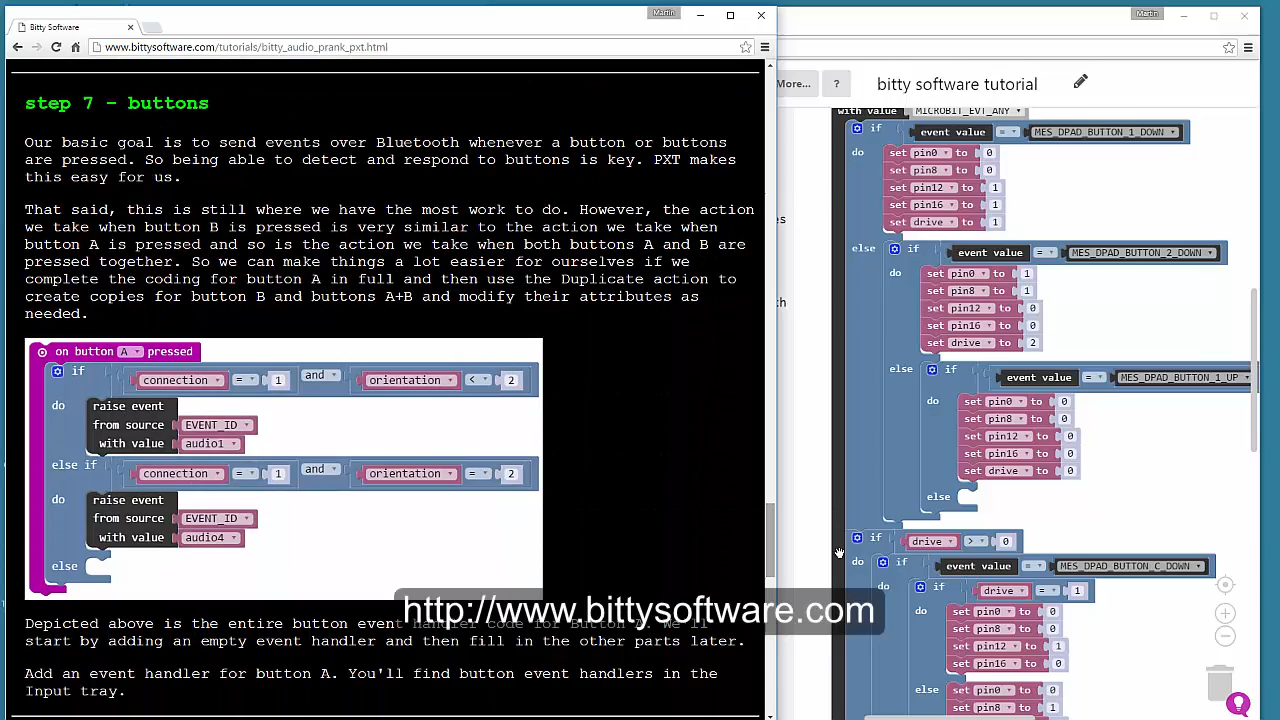 Martin
Bitty Software
www.bittysoftware.com/tutorials/bitty_audio_prank_pxt.html
step 7 - buttons
Our basic goal is to send events over Bluetooth whenever a button or buttons
are pressed. So being able to detect and respond to buttons is key. PXT makes
this easy for us.
That said, this is still where we have the most work to do. However, the action
we take when button B is pressed is very similar to the action we take when
button A is pressed and so is the action we take when both buttons A and B are
pressed together. So we can make things a lot easier for ourselves if we
complete the coding for button A in full and then use the Duplicate action to
create copies for button B and buttons A+B and modify their attributes as
needed.
on button A pressed
if connection = 1 and orientation < 2
do raise event
from source EVENT_ID
with value audio1
else if connection = 1 and orientation = 2
do raise event
from source EVENT_ID
with value audio4
else
Depicted above is the entire button event handler code for Button A. We'll
start by adding an empty event handler and then fill in the other parts later.
Add an event handler for button A. You'll find button event handlers in the
Input tray.
http://www.bittysoftware.com
Martin
More... ? bitty software tutorial
with value MICROBIT_EVT_ANY
if event value = MES_DPAD_BUTTON_1_DOWN
do set pin0 to 0
set pin8 to 0
set pin12 to 1
set pin16 to 1
set drive to 1
else if event value = MES_DPAD_BUTTON_2_DOWN
do set pin0 to 1
set pin8 to 1
set pin12 to 0
set pin16 to 0
set drive to 2
else if event value = MES_DPAD_BUTTON_1_UP
do set pin0 to 0
set pin8 to 0
set pin12 to 0
set pin16 to 0
set drive to 0
else
if drive > 0
do if event value = MES_DPAD_BUTTON_C_DOWN
do if drive = 1
do set pin0 to 0
set pin8 to 0
set pin12 to 1
set pin16 to 0
else set pin0 to 0
set pin8 to 1